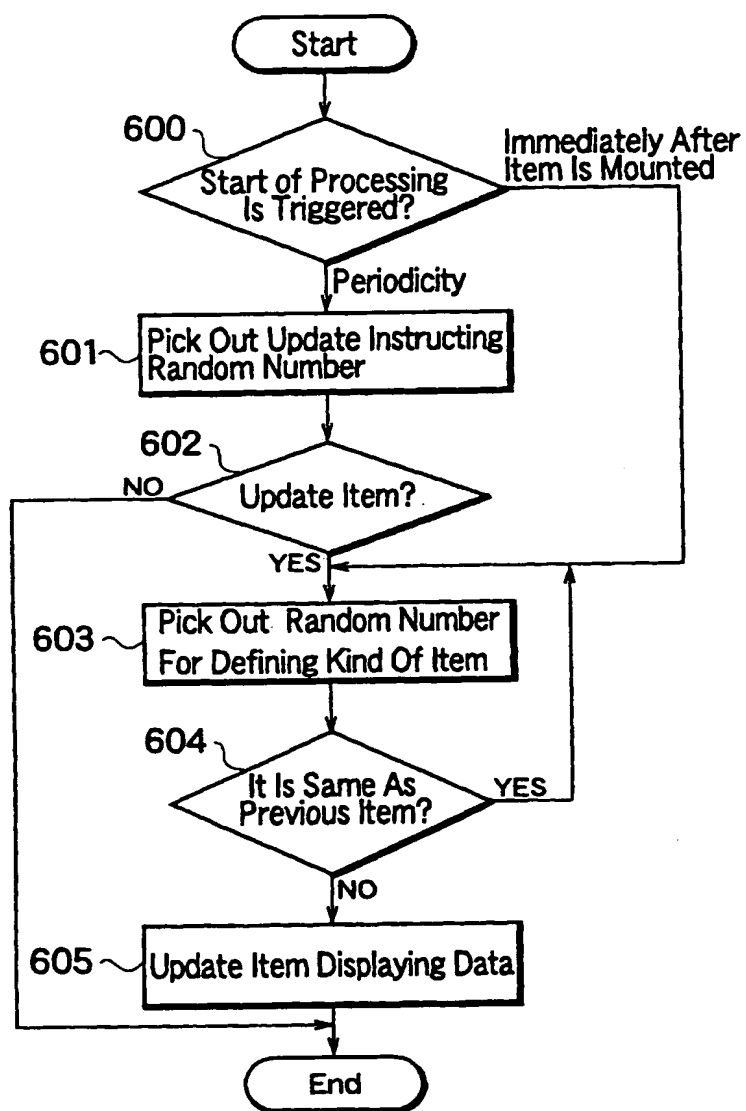 Start
600
Start of Processing
Is Triggered?
Immediately After
Item Is Mounted
Periodicity
601
Pick Out Update Instructing
Random Number
602
NO
Update Item?
YES
603
Pick Out Random Number
For Defining Kind Of Item
604
It Is Same As
Previous Item?
YES
NO
605
Update Item Displaying Data
End